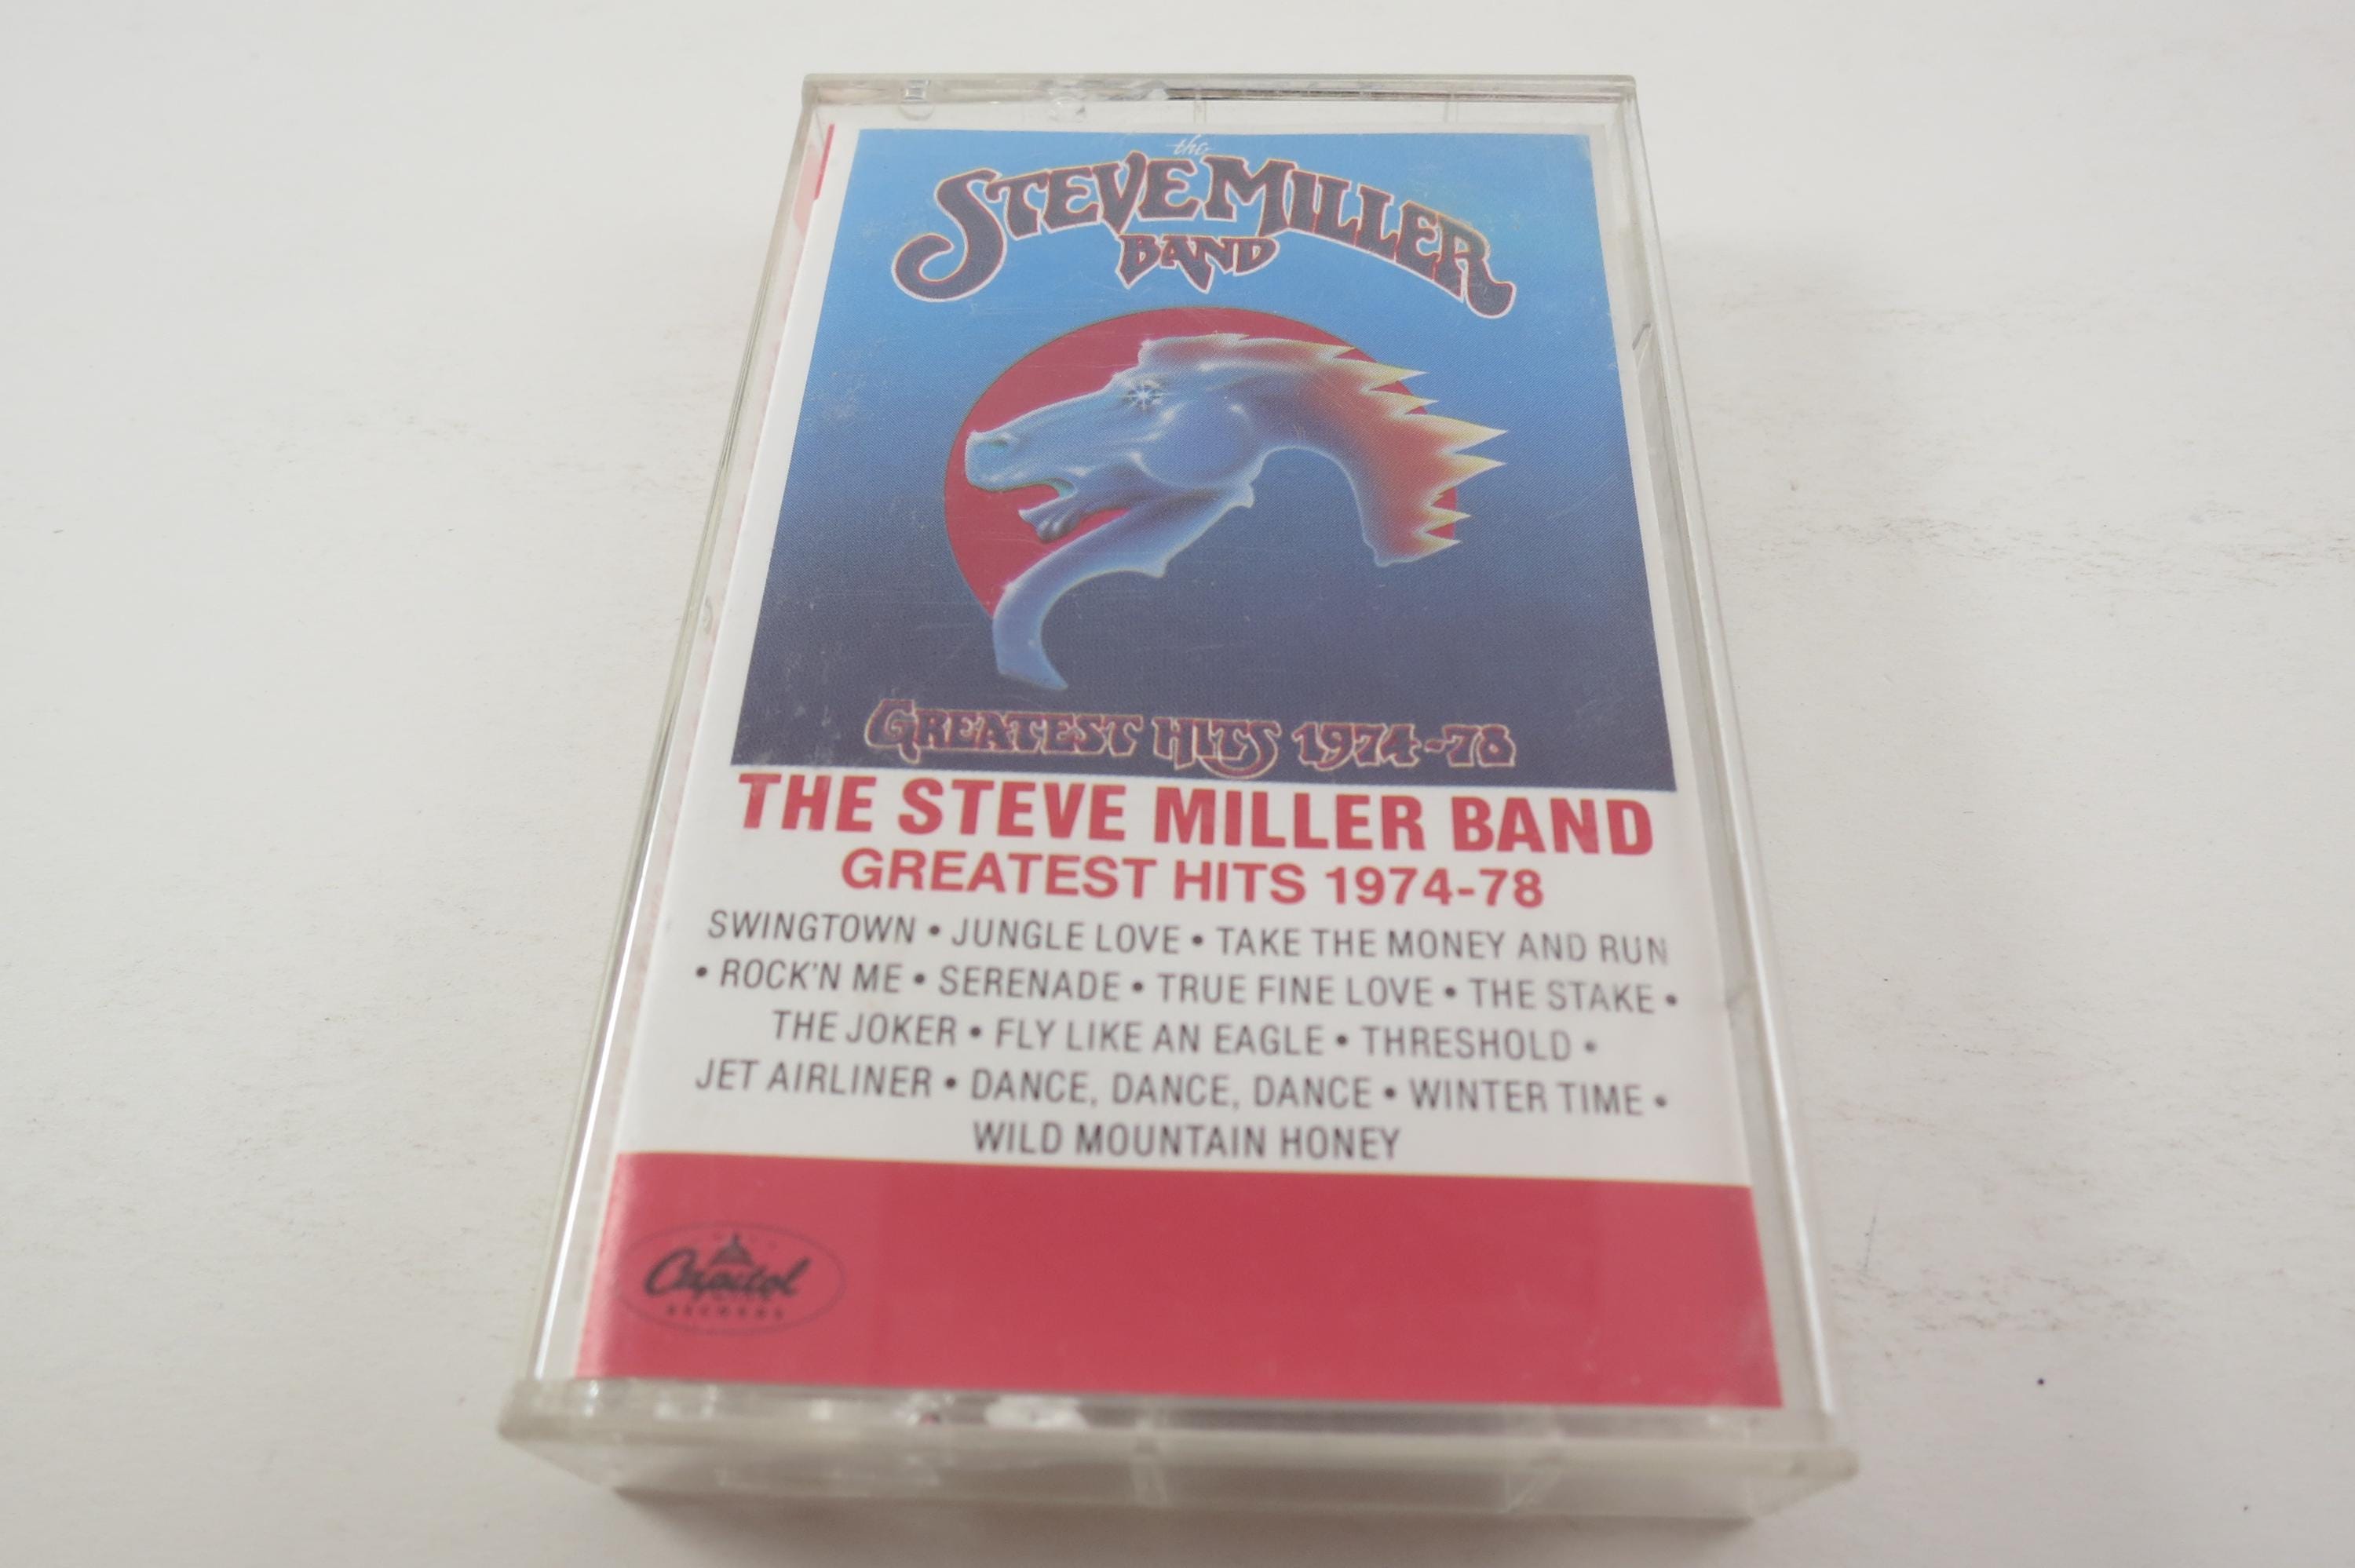 the
STEVE MILLER
BAND
GREATEST HITS 1974-78
THE STEVE MILLER BAND
GREATEST HITS 1974-78
SWINGTOWN • JUNGLE LOVE • TAKE THE MONEY AND RUN
• ROCK'N ME • SERENADE • TRUE FINE LOVE • THE STAKE •
THE JOKER • FLY LIKE AN EAGLE • THRESHOLD •
JET AIRLINER • DANCE, DANCE, DANCE • WINTER TIME •
WILD MOUNTAIN HONEY
Capitol
RECORDS